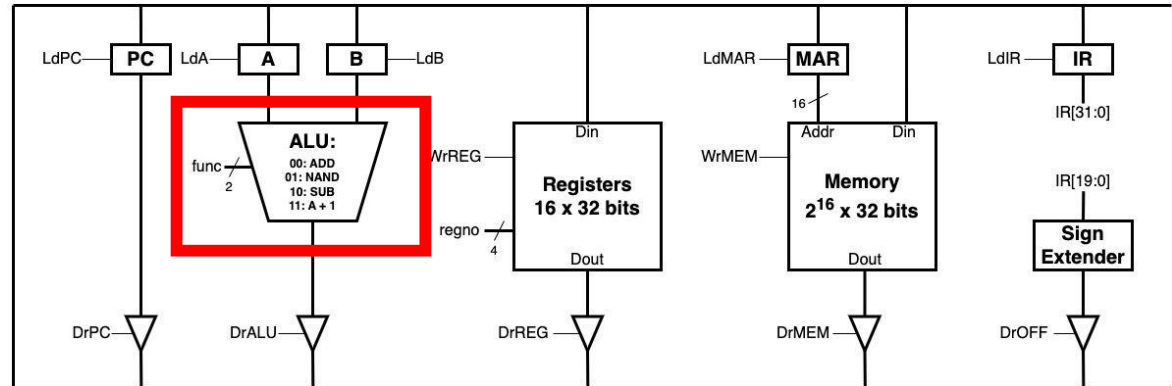 LdPC
PC
LdA
A
B
LdB
LdMAR
MAR
LdIR
IR
16
IR[31:0]
ALU:
00: ADD
01: NAND
10: SUB
11: A + 1
func
2
Din
WrREG
Registers
16 x 32 bits
regno
4
Dout
Addr
Din
WrMEM
Memory
2^16 x 32 bits
Dout
IR[19:0]
Sign
Extender
DrPC
DrALU
DrREG
DrMEM
DrOFF